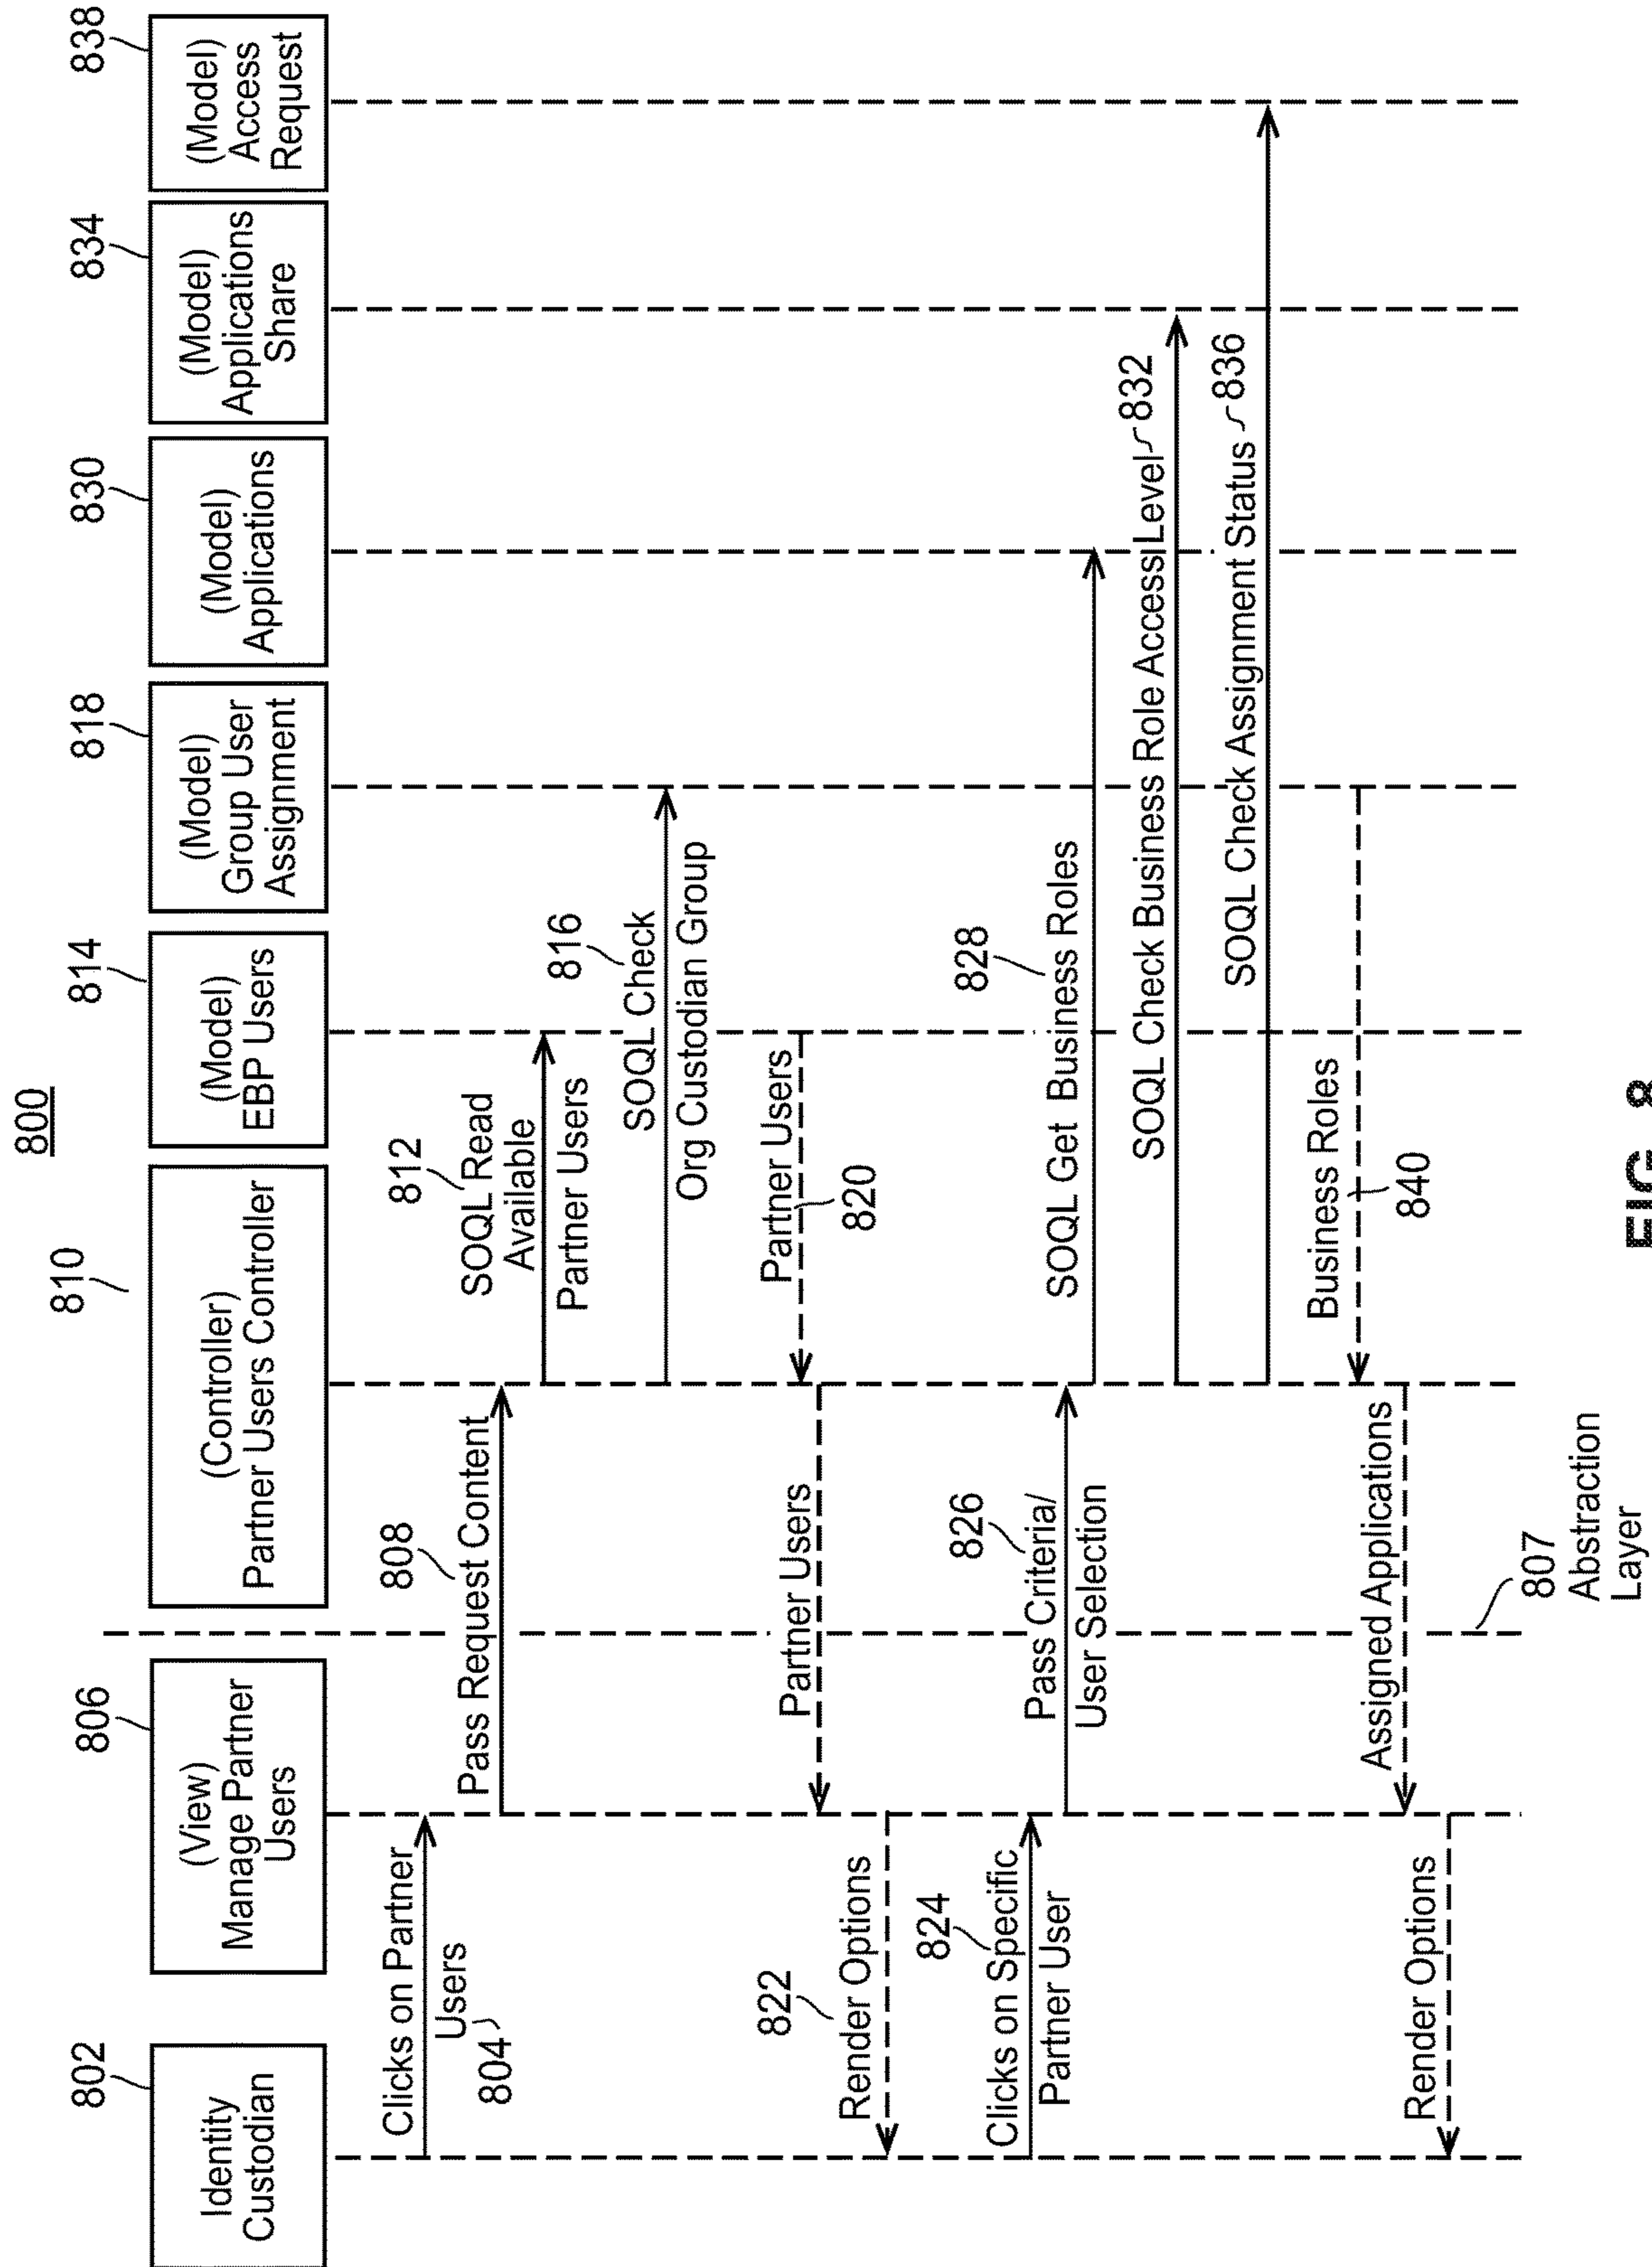 800
802
806
810
814
818
830
834
838
Identity
Custodian
(View)
Manage Partner
Users
(Controller)
Partner Users Controller
(Model)
EBP Users
(Model)
Group User
Assignment
(Model)
Applications
(Model)
Applications
Share
(Model)
Access
Request
Clicks on Partner
Users
804
808
Pass Request Content
812
SOQL Read
Available
Partner Users
816
SOQL Check
Org Custodian Group
Partner Users
820
Partner Users
822
Render Options
824
Clicks on Specific
Partner User
826
Pass Criteria/
User Selection
828
SOQL Get Business Roles
SOQL Check Business Role Access Level
832
SOQL Check Assignment Status
836
Business Roles
840
Assigned Applications
Render Options
807
Abstraction
Layer
FIG. 8